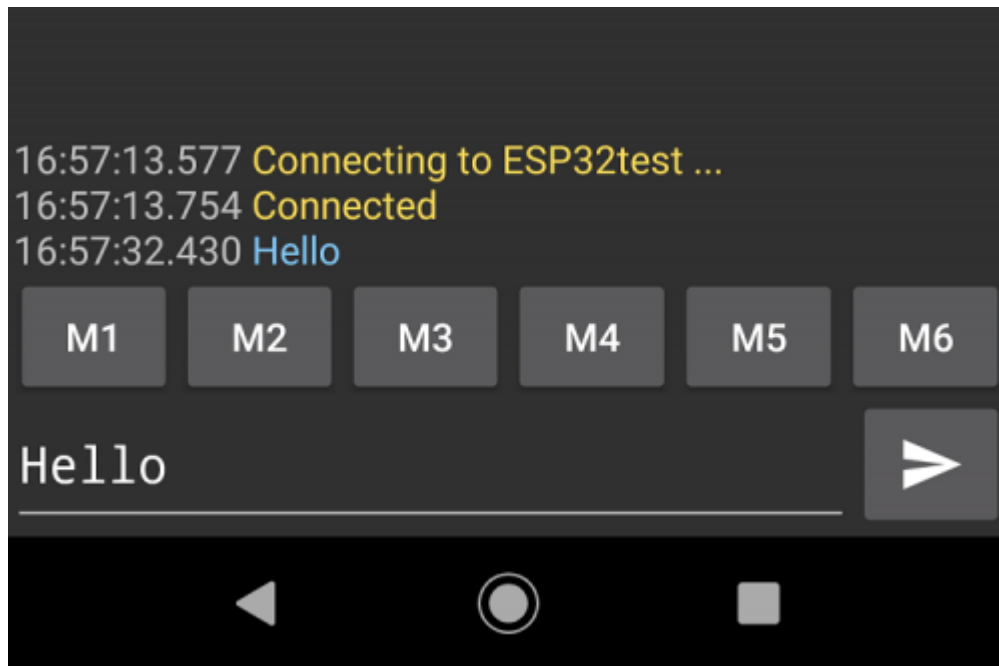 16:57:13.577 Connecting to ESP32test ...
16:57:13.754 Connected
16:57:32.430 Hello
M1 M2 M3 M4 M5 M6
Hello